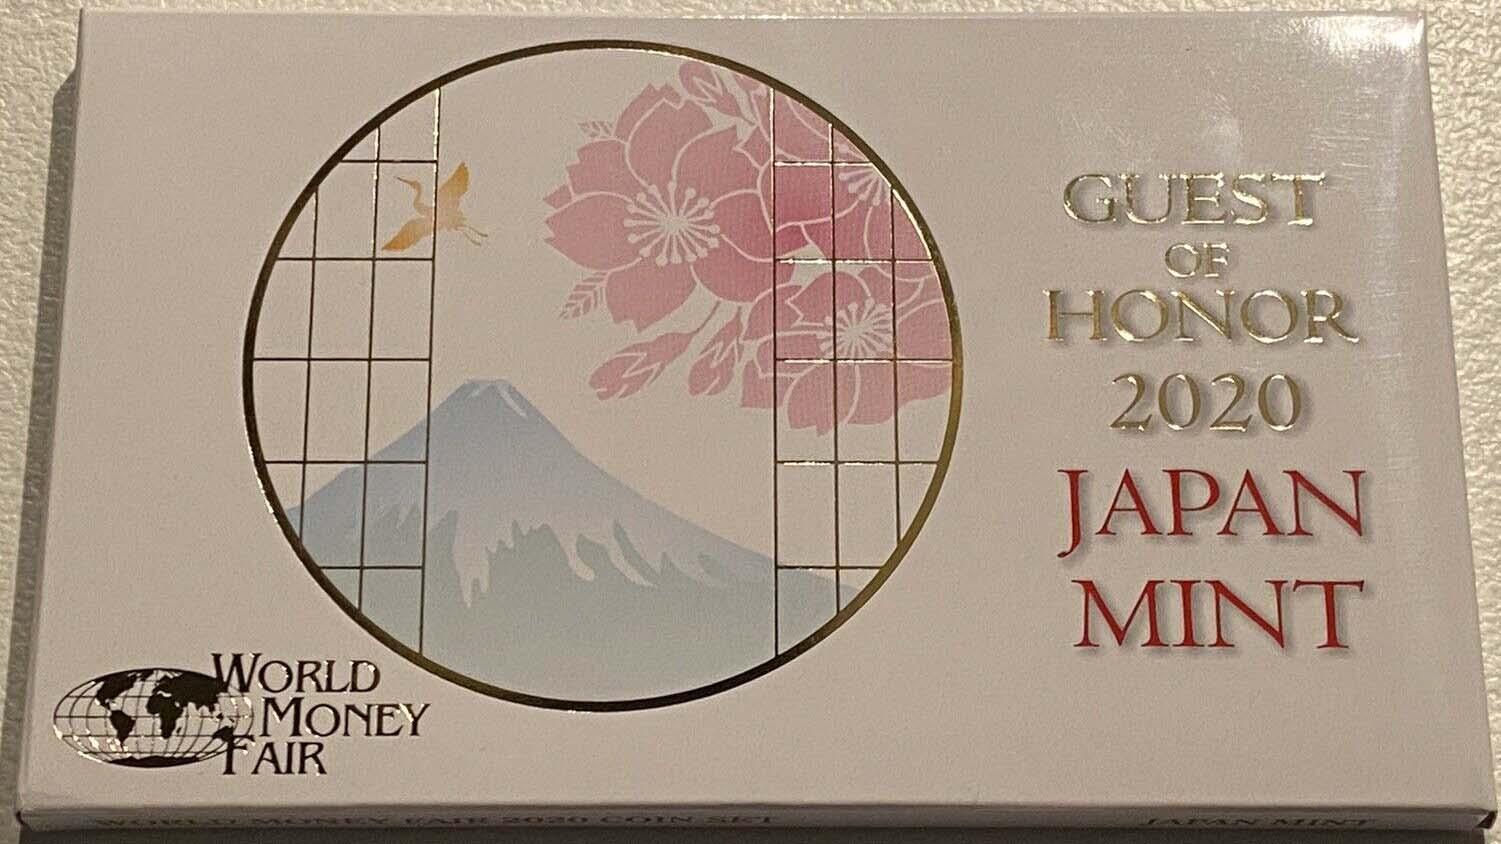 GUEST
OF
HONOR
2020
JAPAN
MINT
WORLD
MONEY
FAIR
WORLD MONEY FAIR 2020 COIN SET
JAPAN MINT